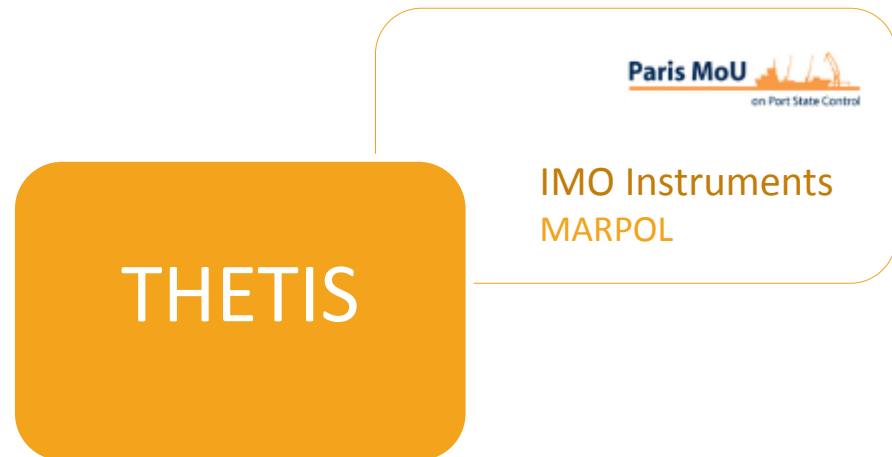 Paris MoU
on Port State Control
IMO Instruments
MARPOL
THETIS